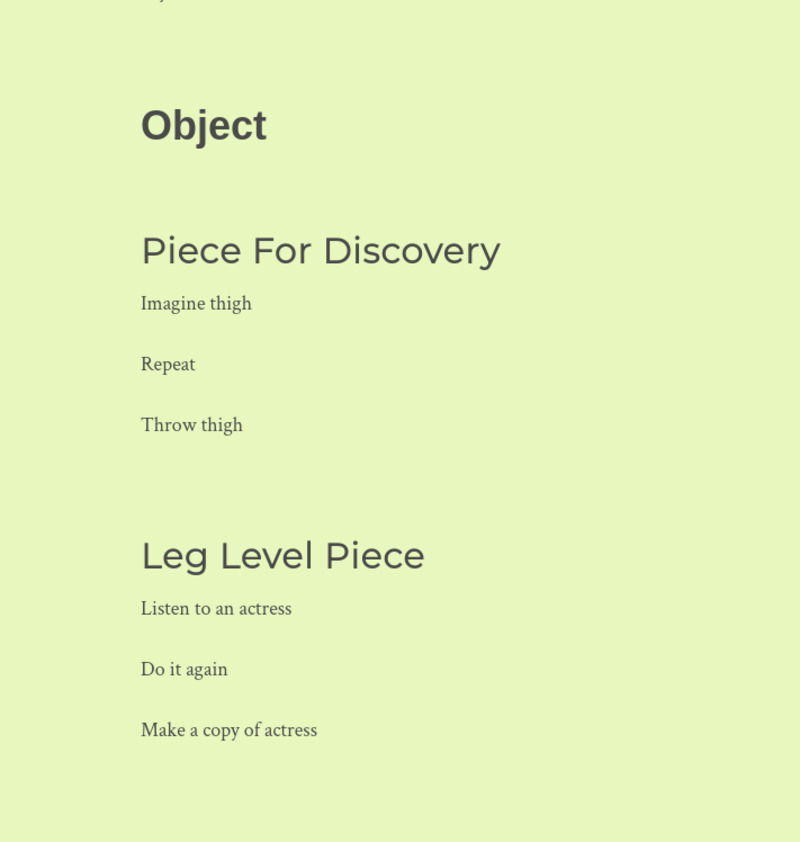 Object
Piece For Discovery
Imagine thigh
Repeat
Throw thigh
Leg Level Piece
Listen to an actress
Do it again
Make a copy of actress